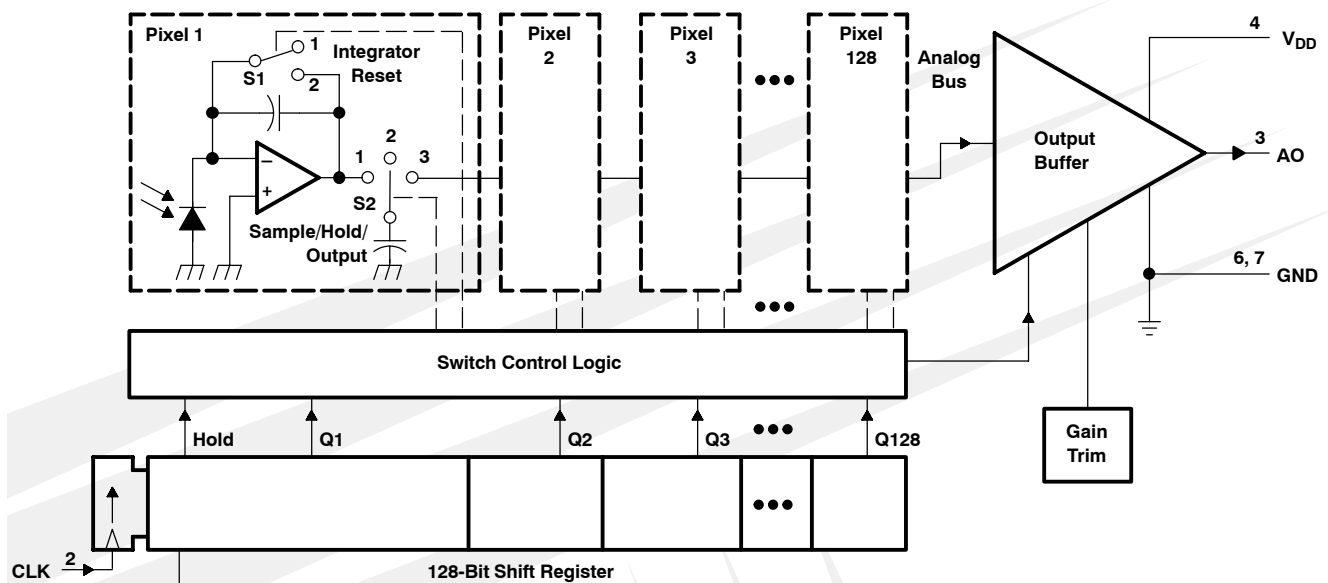 Pixel 1
1
Integrator
Reset
S1
2
−
+
1
2
3
S2
Sample/Hold/
Output
Pixel
2
Pixel
3
Pixel
128
Analog
Bus
Output
Buffer
4
VDD
3
AO
6, 7
GND
Switch Control Logic
Hold
Q1
Q2
Q3
Q128
Gain
Trim
CLK
2
128-Bit Shift Register